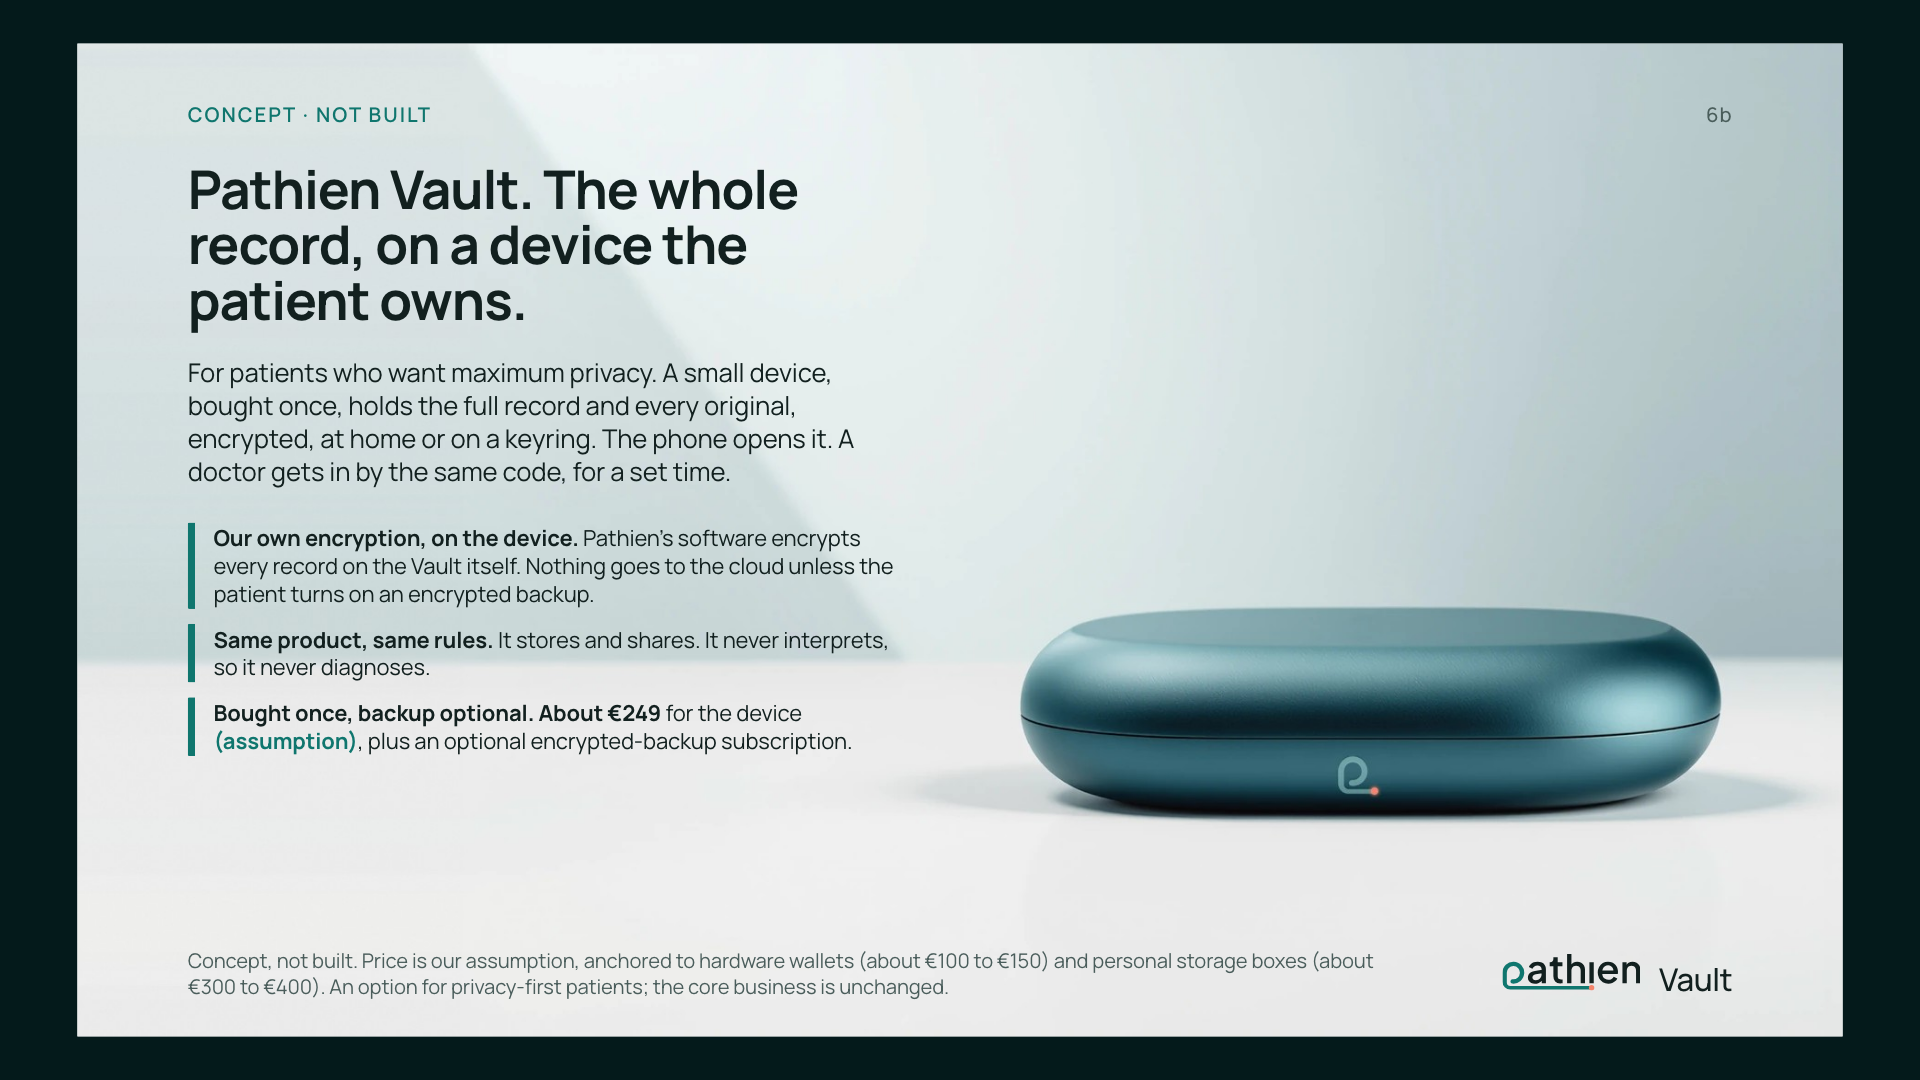 CONCEPT · NOT BUILT
6b
Pathien Vault. The whole
record, on a device the
patient owns.
For patients who want maximum privacy. A small device,
bought once, holds the full record and every original,
encrypted, at home or on a keyring. The phone opens it. A
doctor gets in by the same code, for a set time.
Our own encryption, on the device. Pathien’s software encrypts
every record on the Vault itself. Nothing goes to the cloud unless the
patient turns on an encrypted backup.
Same product, same rules. It stores and shares. It never interprets,
so it never diagnoses.
Bought once, backup optional. About €249 for the device
(assumption), plus an optional encrypted-backup subscription.
Concept, not built. Price is our assumption, anchored to hardware wallets (about €100 to €150) and personal storage boxes (about
€300 to €400). An option for privacy-first patients; the core business is unchanged.
pathien Vault